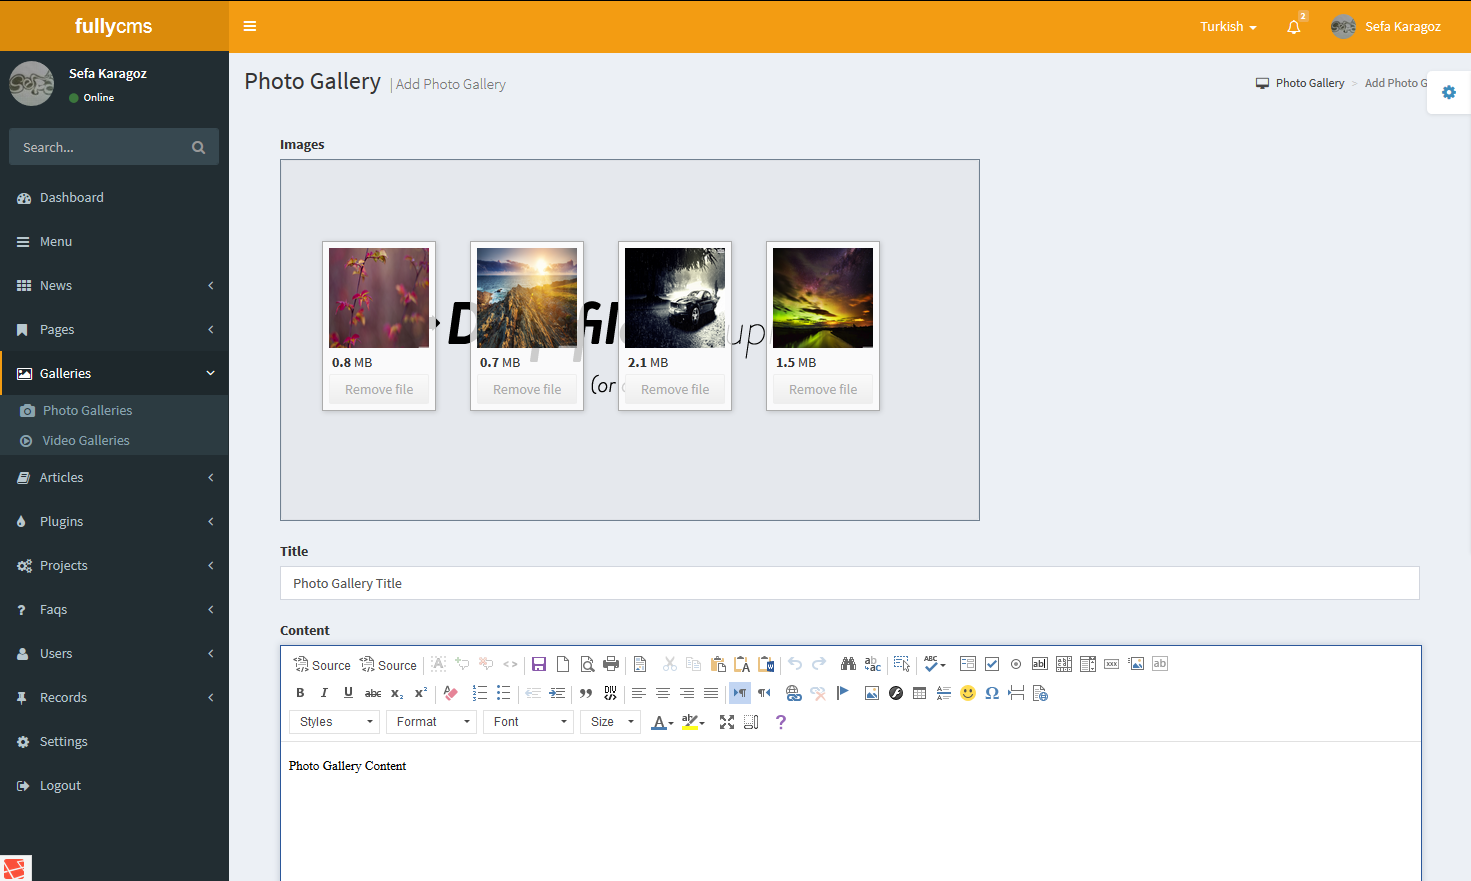 fullycms
Turkish
2
Sefa Karagoz
Sefa Karagoz
Online
Search...
Dashboard
Menu
News
Pages
Galleries
Photo Galleries
Video Galleries
Articles
Plugins
Projects
Faqs
Users
Records
Settings
Logout
Photo Gallery | Add Photo Gallery
Photo Gallery > Add Photo G
Images
0.8 MB
0.7 MB
2.1 MB
1.5 MB
(or
Remove file
Remove file
Remove file
Remove file
Title
Photo Gallery Title
Content
Source Source
Styles Format Font Size
Photo Gallery Content